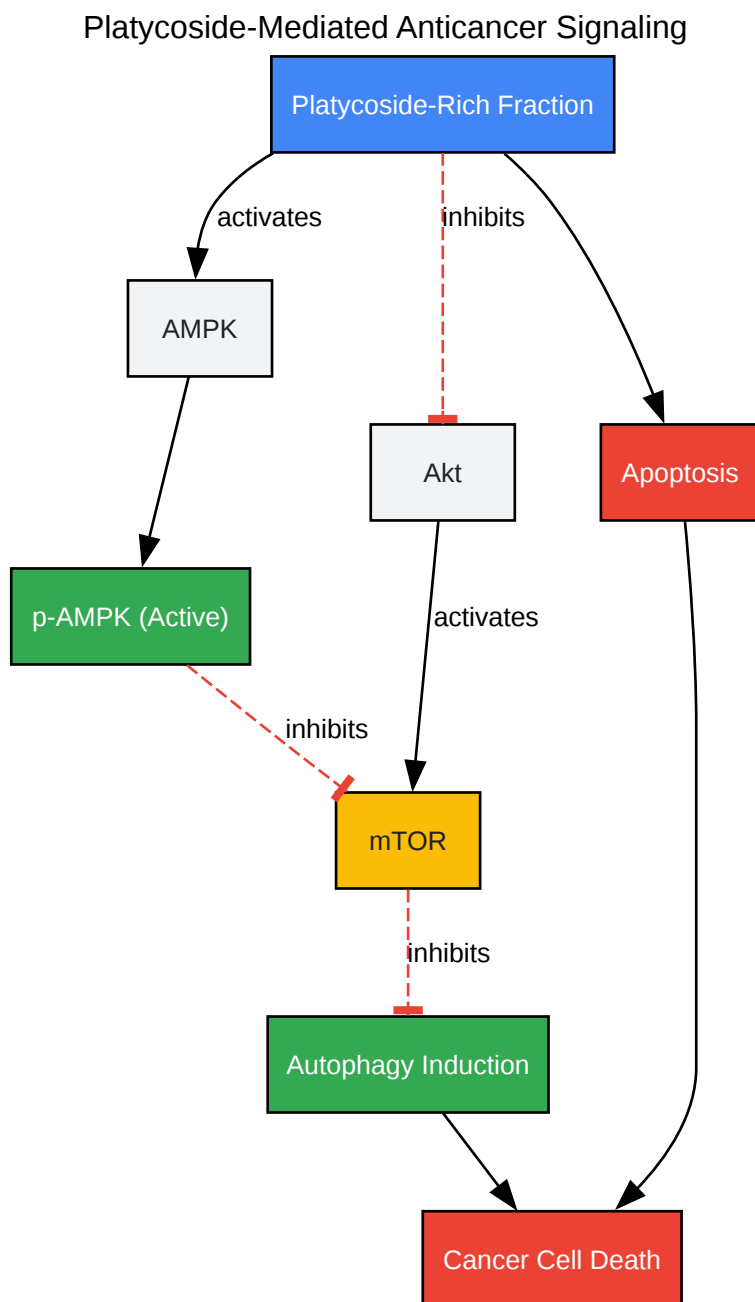 Platycoside-Mediated Anticancer Signaling
Platycoside-Rich Fraction
activates
inhibits
AMPK
Akt
Apoptosis
p-AMPK (Active)
activates
inhibits
mTOR
inhibits
Autophagy Induction
Cancer Cell Death